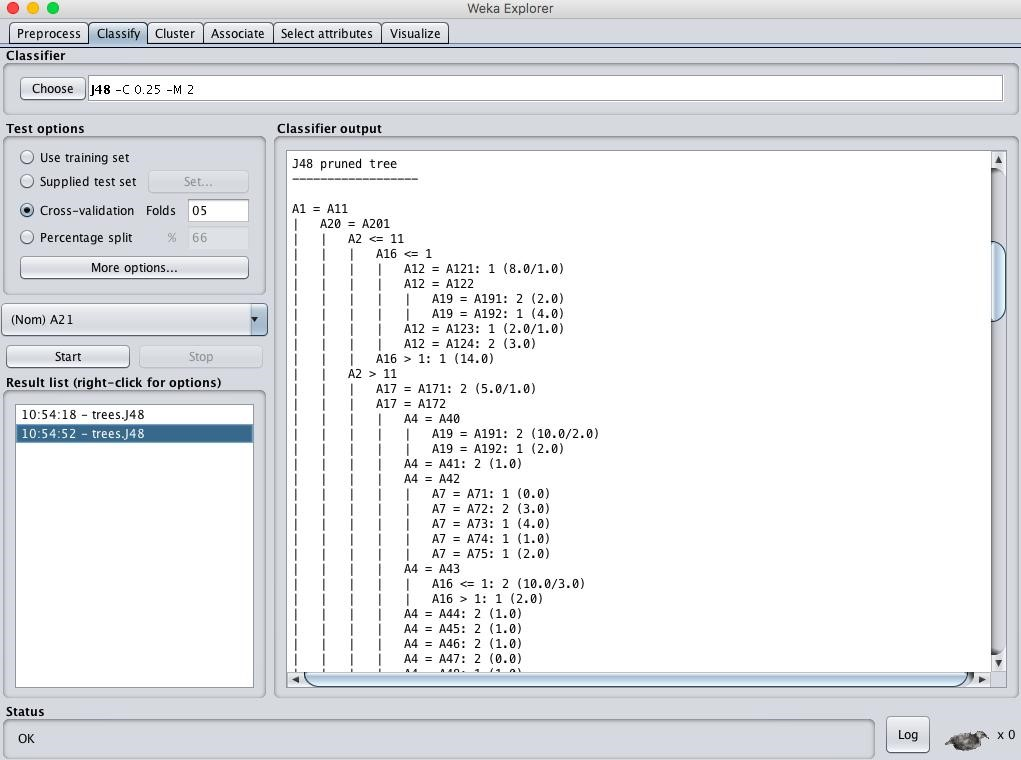 Weka Explorer
Preprocess Classify Cluster Associate Select attributes Visualize
Classifier
Choose J48 -C 0.25 -M 2
Test options
Use training set
Supplied test set Set...
Cross-validation Folds 05
Percentage split % 66
More options...
(Nom) A21
Start Stop
Result list (right-click for options)
10:54:18 - trees.J48
10:54:52 - trees.J48
Classifier output
J48 pruned tree
------------------
A1 = A11
|   A20 = A201
|   |   A2 <= 11
|   |   |   A16 <= 1
|   |   |   |   A12 = A121: 1 (8.0/1.0)
|   |   |   |   A12 = A122
|   |   |   |   |   A19 = A191: 2 (2.0)
|   |   |   |   |   A19 = A192: 1 (4.0)
|   |   |   |   A12 = A123: 1 (2.0/1.0)
|   |   |   |   A12 = A124: 2 (3.0)
|   |   |   A16 > 1: 1 (14.0)
|   |   A2 > 11
|   |   |   A17 = A171: 2 (5.0/1.0)
|   |   |   A17 = A172
|   |   |   |   A4 = A40
|   |   |   |   |   A19 = A191: 2 (10.0/2.0)
|   |   |   |   |   A19 = A192: 1 (2.0)
|   |   |   |   A4 = A41: 2 (1.0)
|   |   |   |   A4 = A42
|   |   |   |   |   A7 = A71: 1 (0.0)
|   |   |   |   |   A7 = A72: 2 (3.0)
|   |   |   |   |   A7 = A73: 1 (4.0)
|   |   |   |   |   A7 = A74: 1 (1.0)
|   |   |   |   |   A7 = A75: 1 (2.0)
|   |   |   |   A4 = A43
|   |   |   |   |   A16 <= 1: 2 (10.0/3.0)
|   |   |   |   |   A16 > 1: 1 (2.0)
|   |   |   |   A4 = A44: 2 (1.0)
|   |   |   |   A4 = A45: 2 (1.0)
|   |   |   |   A4 = A46: 2 (1.0)
|   |   |   |   A4 = A47: 2 (0.0)
Status
OK
Log x 0